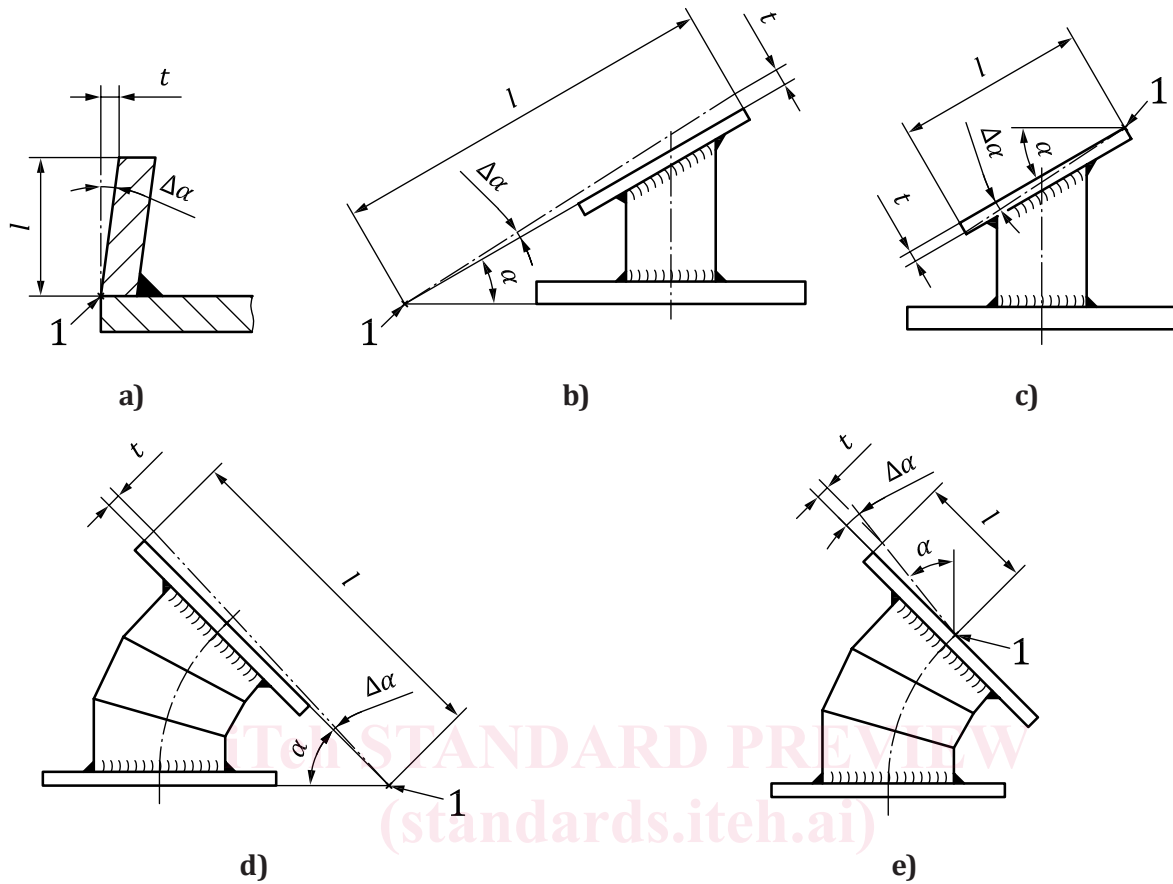 t
l
Δα
1
a)
l
t
Δα
α
1
b)
l
t
1
Δα
α
t
c)
t
l
Δα
α
1
d)
t
Δα
l
α
1
e)
iTeh STANDARD PREVIEW
(standards.iteh.ai)